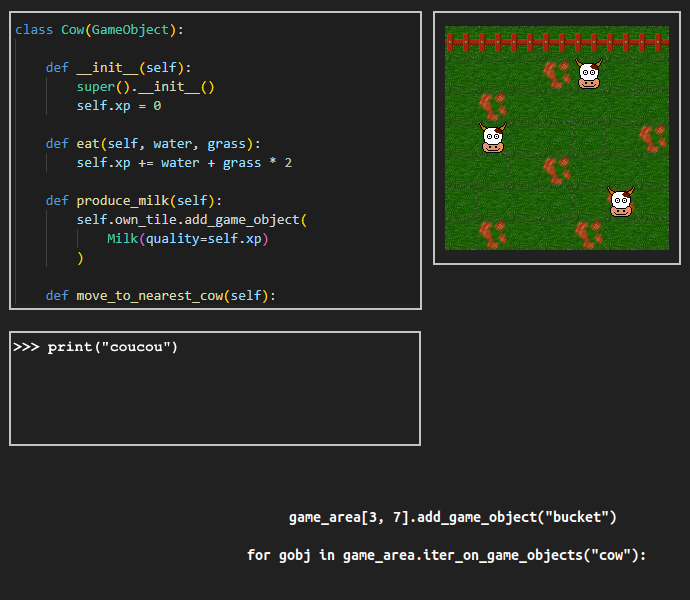 class Cow(GameObject):
def __init__(self):
super().__init__()
self.xp = 0
def eat(self, water, grass):
self.xp += water + grass * 2
def produce_milk(self):
self.own_tile.add_game_object(
Milk(quality=self.xp)
)
def move_to_nearest_cow(self):
>>> print("coucou")
game_area[3, 7].add_game_object("bucket")
for gobj in game_area.iter_on_game_objects("cow"):